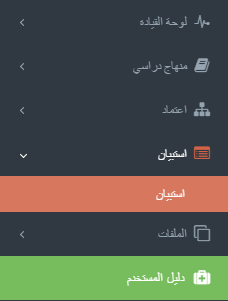 لوحة القيادة
منهاج دراسي
اعتماد
استبيان
استبيان
الملفات
دليل المستخدم